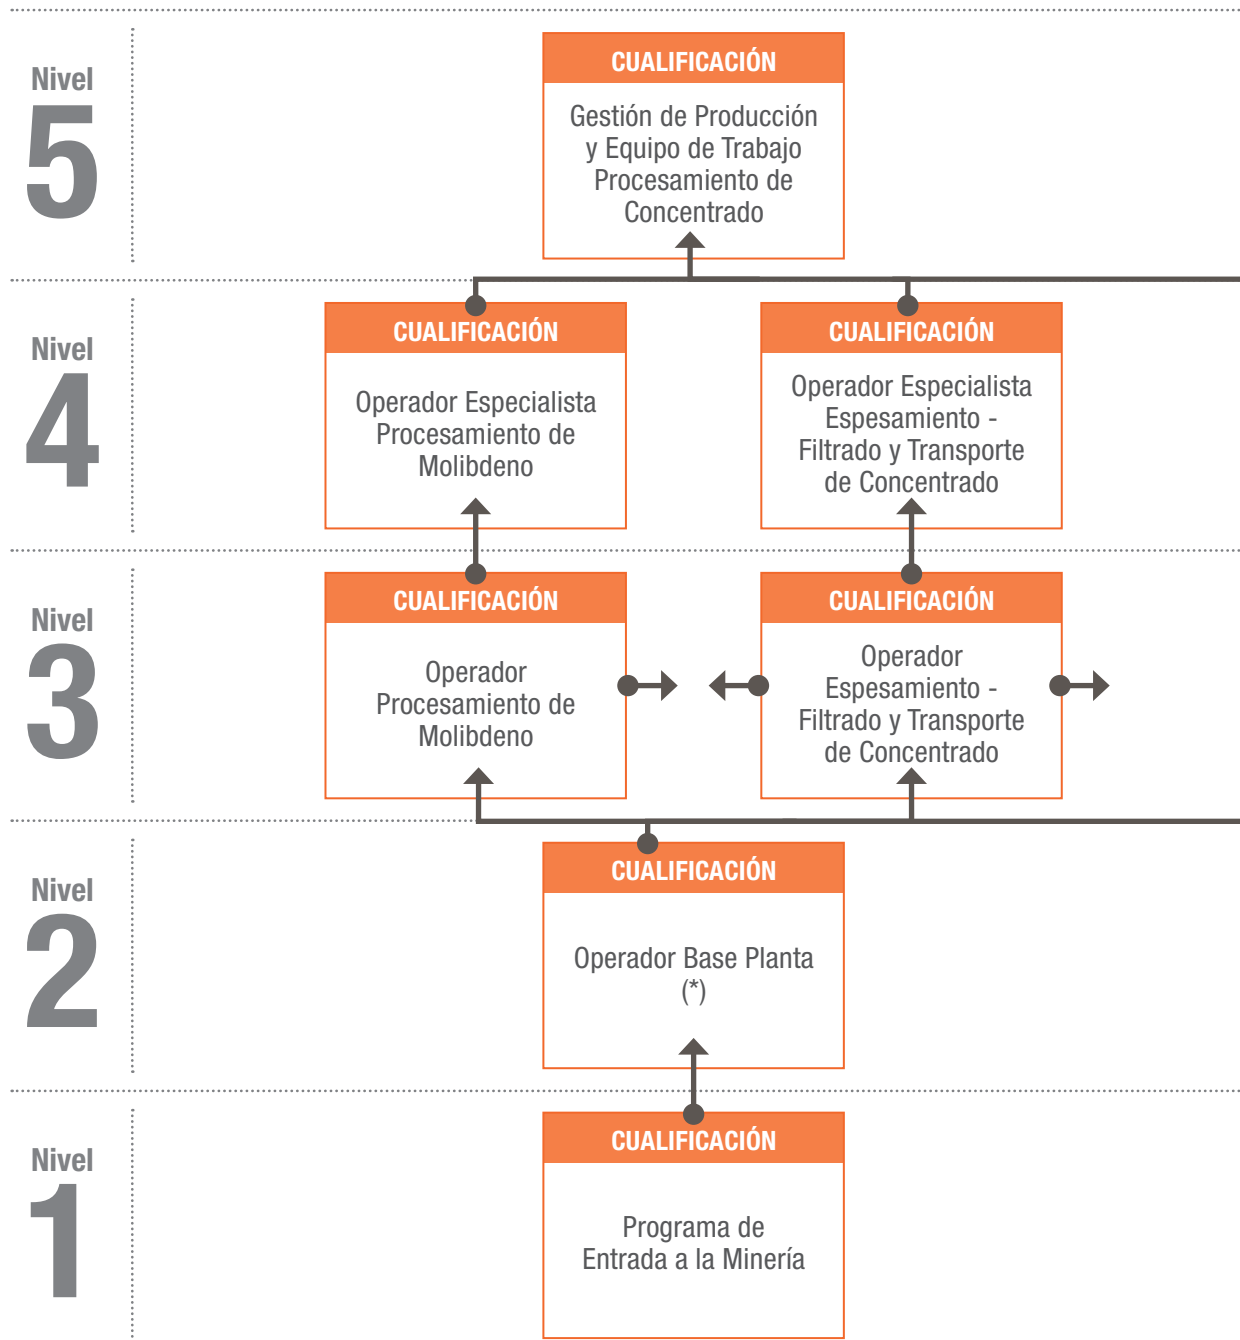 Nivel
5
CUALIFICACIÓN
Gestión de Producción
y Equipo de Trabajo
Procesamiento de
Concentrado
Nivel
4
CUALIFICACIÓN
Operador Especialista
Procesamiento de
Molibdeno
CUALIFICACIÓN
Operador Especialista
Espesamiento -
Filtrado y Transporte
de Concentrado
Nivel
3
CUALIFICACIÓN
Operador
Procesamiento de
Molibdeno
CUALIFICACIÓN
Operador
Espesamiento -
Filtrado y Transporte
de Concentrado
Nivel
2
CUALIFICACIÓN
Operador Base Planta
(*)
Nivel
1
CUALIFICACIÓN
Programa de
Entrada a la Minería